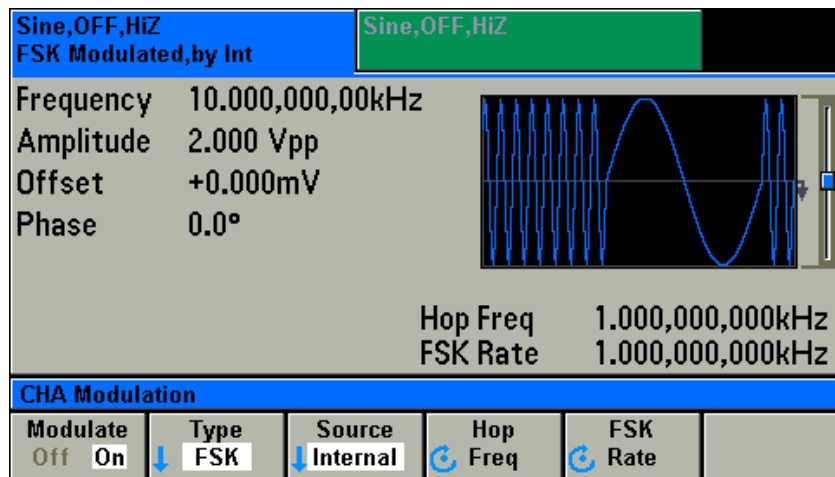 Sine,OFF,HiZ
FSK Modulated,by Int
Sine,OFF,HiZ
Frequency 10.000,000,00kHz
Amplitude 2.000 Vpp
Offset +0.000mV
Phase 0.0°
Hop Freq 1.000,000,000kHz
FSK Rate 1.000,000,000kHz
CHA Modulation
Modulate
Off On
Type
FSK
Source
Internal
Hop
Freq
FSK
Rate